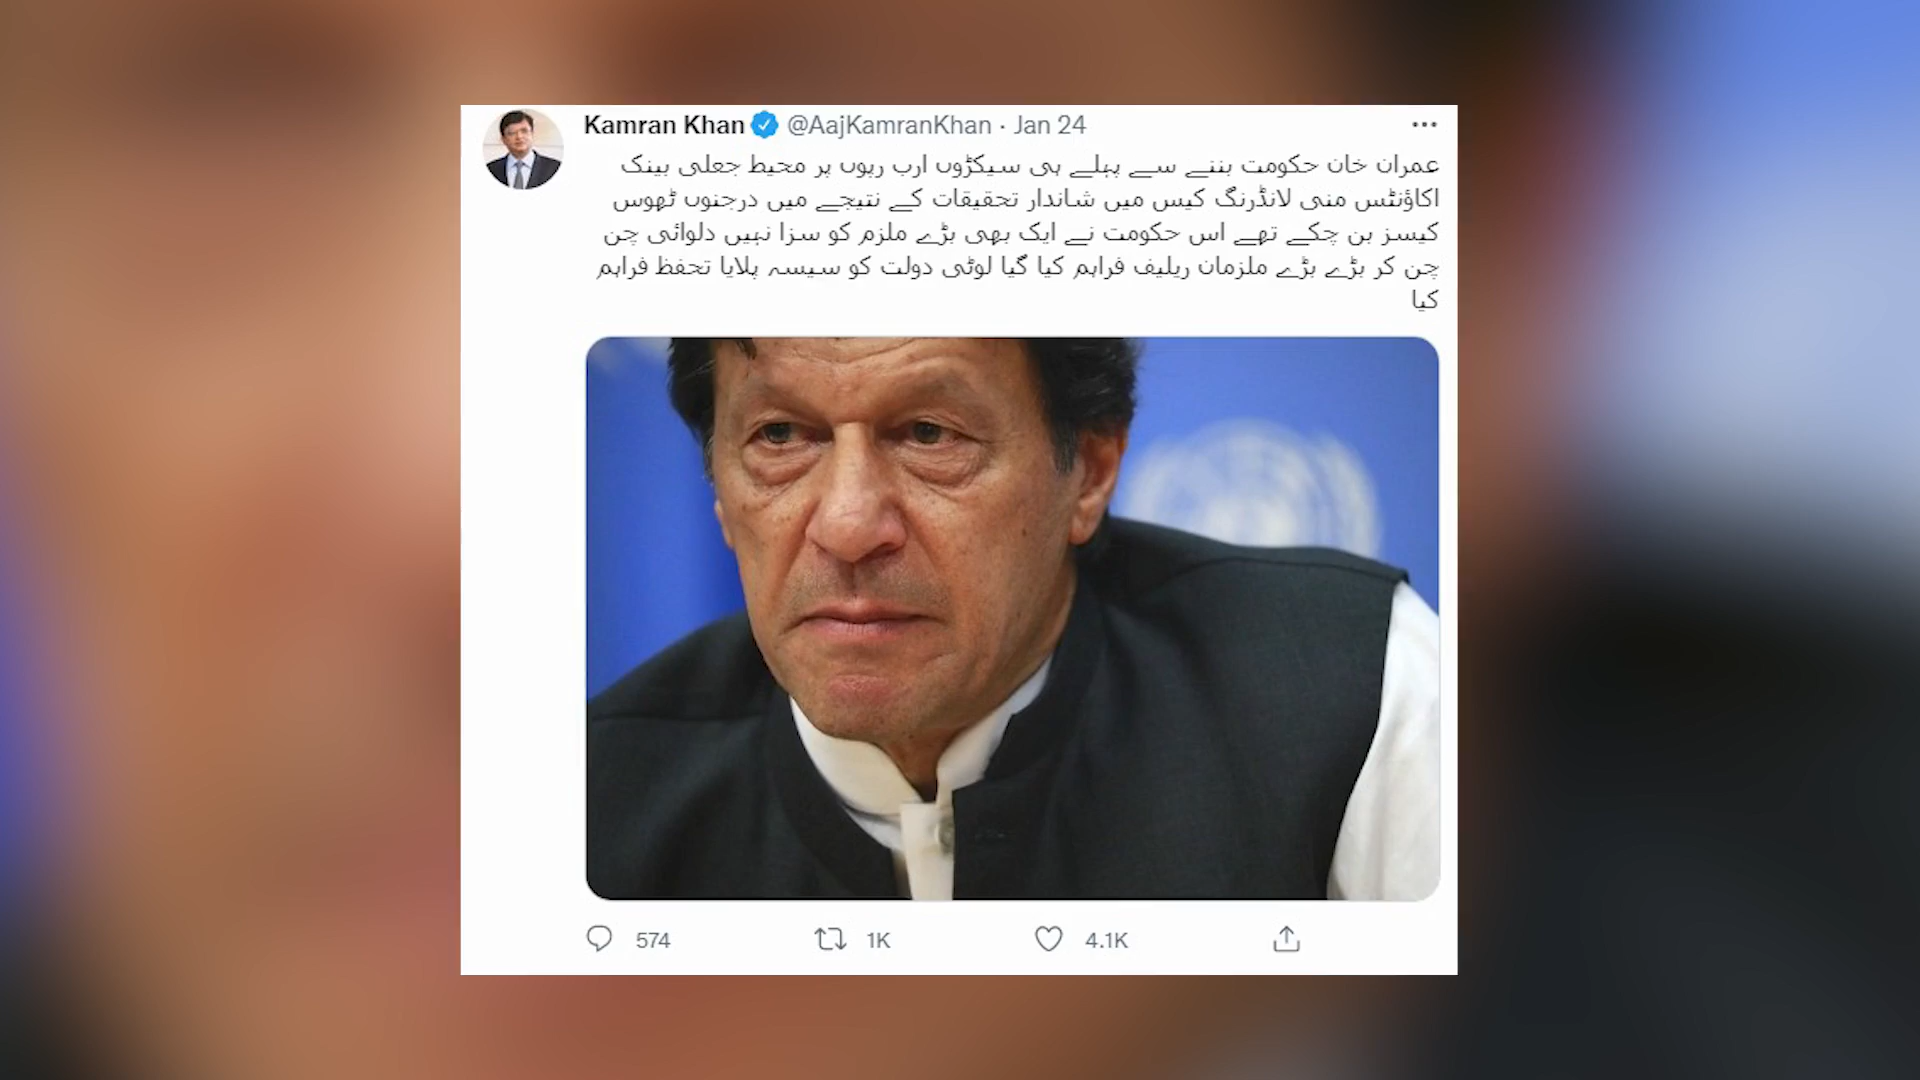 Kamran Khan @AajKamranKhan · Jan 24
عمران خان حکومت بننے سے پہلے ہی سیکڑوں ارب رپوں پر محیط جعلی بینک
اکاؤنٹس منی لانڈرنگ کیس میں شاندار تحقیقات کے نتیجے میں درجنوں ٹھوس
کیسز بن چکے تھے اس حکومت نے ایک بھی بڑے ملزم کو سزا نہیں دلوائی چن
چن کر بڑے بڑے ملزمان ریلیف فراہم کیا گیا لوٹی دولت کو سیسہ پلایا تحفظ فراہم
کیا
574 1K 4.1K